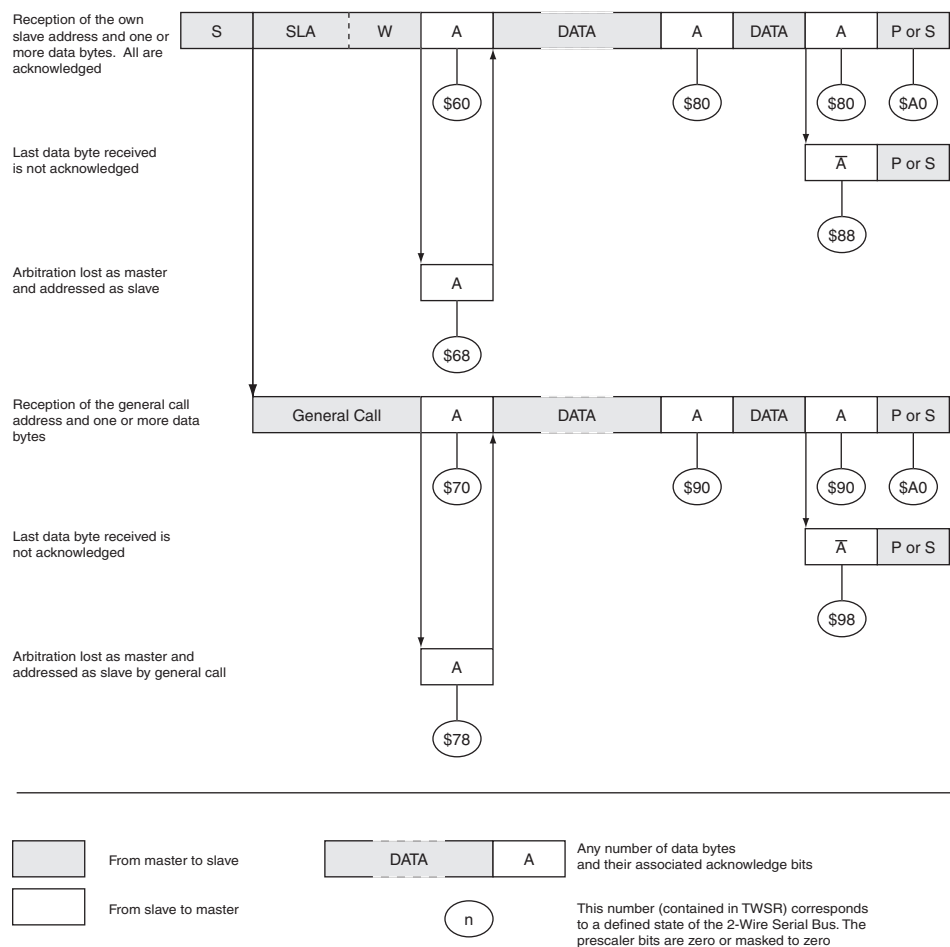 Reception of the own
slave address and one or
more data bytes. All are
acknowledged
S SLA W A DATA A DATA A P or S
$60 $80 $80 $A0
Last data byte received
is not acknowledged
A̅ P or S
$88
Arbitration lost as master
and addressed as slave
A
$68
Reception of the general call
address and one or more data
bytes
General Call A DATA A DATA A P or S
$70 $90 $90 $A0
Last data byte received is
not acknowledged
A̅ P or S
$98
Arbitration lost as master and
addressed as slave by general call
A
$78
From master to slave
DATA A
Any number of data bytes
and their associated acknowledge bits
From slave to master
n
This number (contained in TWSR) corresponds
to a defined state of the 2-Wire Serial Bus. The
prescaler bits are zero or masked to zero